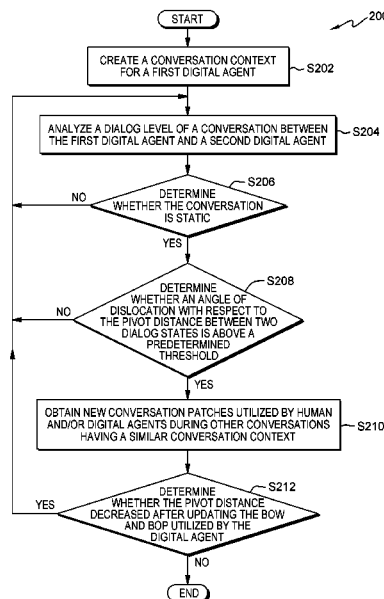 START
200
CREATE A CONVERSATION CONTEXT
FOR A FIRST DIGITAL AGENT
S202
ANALYZE A DIALOG LEVEL OF A CONVERSATION BETWEEN
THE FIRST DIGITAL AGENT AND A SECOND DIGITAL AGENT
S204
DETERMINE
WHETHER THE CONVERSATION
IS STATIC
S206
NO
YES
DETERMINE
WHETHER AN ANGLE OF
DISLOCATION WITH RESPECT TO
THE PIVOT DISTANCE BETWEEN TWO
DIALOG STATES IS ABOVE A
PREDETERMINED
THRESHOLD
S208
NO
YES
OBTAIN NEW CONVERSATION PATCHES UTILIZED BY HUMAN
AND/OR DIGITAL AGENTS DURING OTHER CONVERSATIONS
HAVING A SIMILAR CONVERSATION CONTEXT
S210
DETERMINE
WHETHER THE PIVOT DISTANCE
DECREASED AFTER UPDATING THE BOW
AND BOP UTILIZED BY THE
DIGITAL AGENT
S212
YES
NO
END